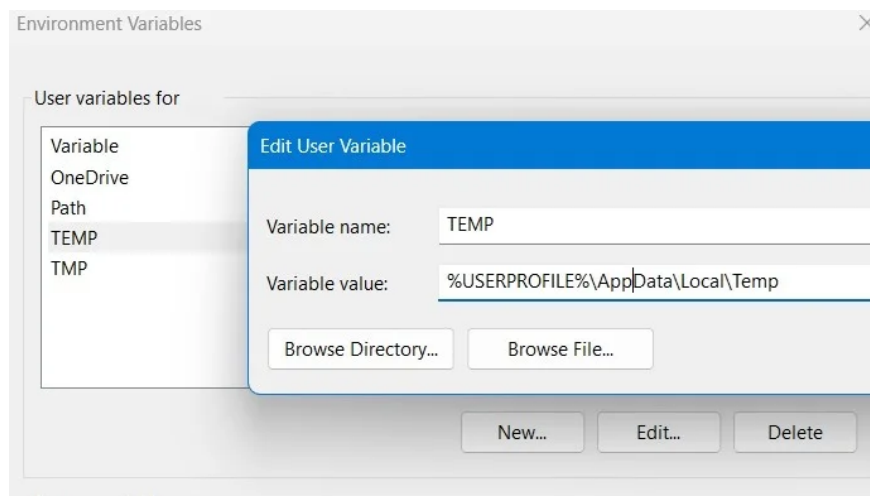 Environment Variables
User variables for
Variable
OneDrive
Path
TEMP
TMP
Edit User Variable
Variable name: TEMP
Variable value: %USERPROFILE%\AppData\Local\Temp
Browse Directory... Browse File...
New... Edit... Delete